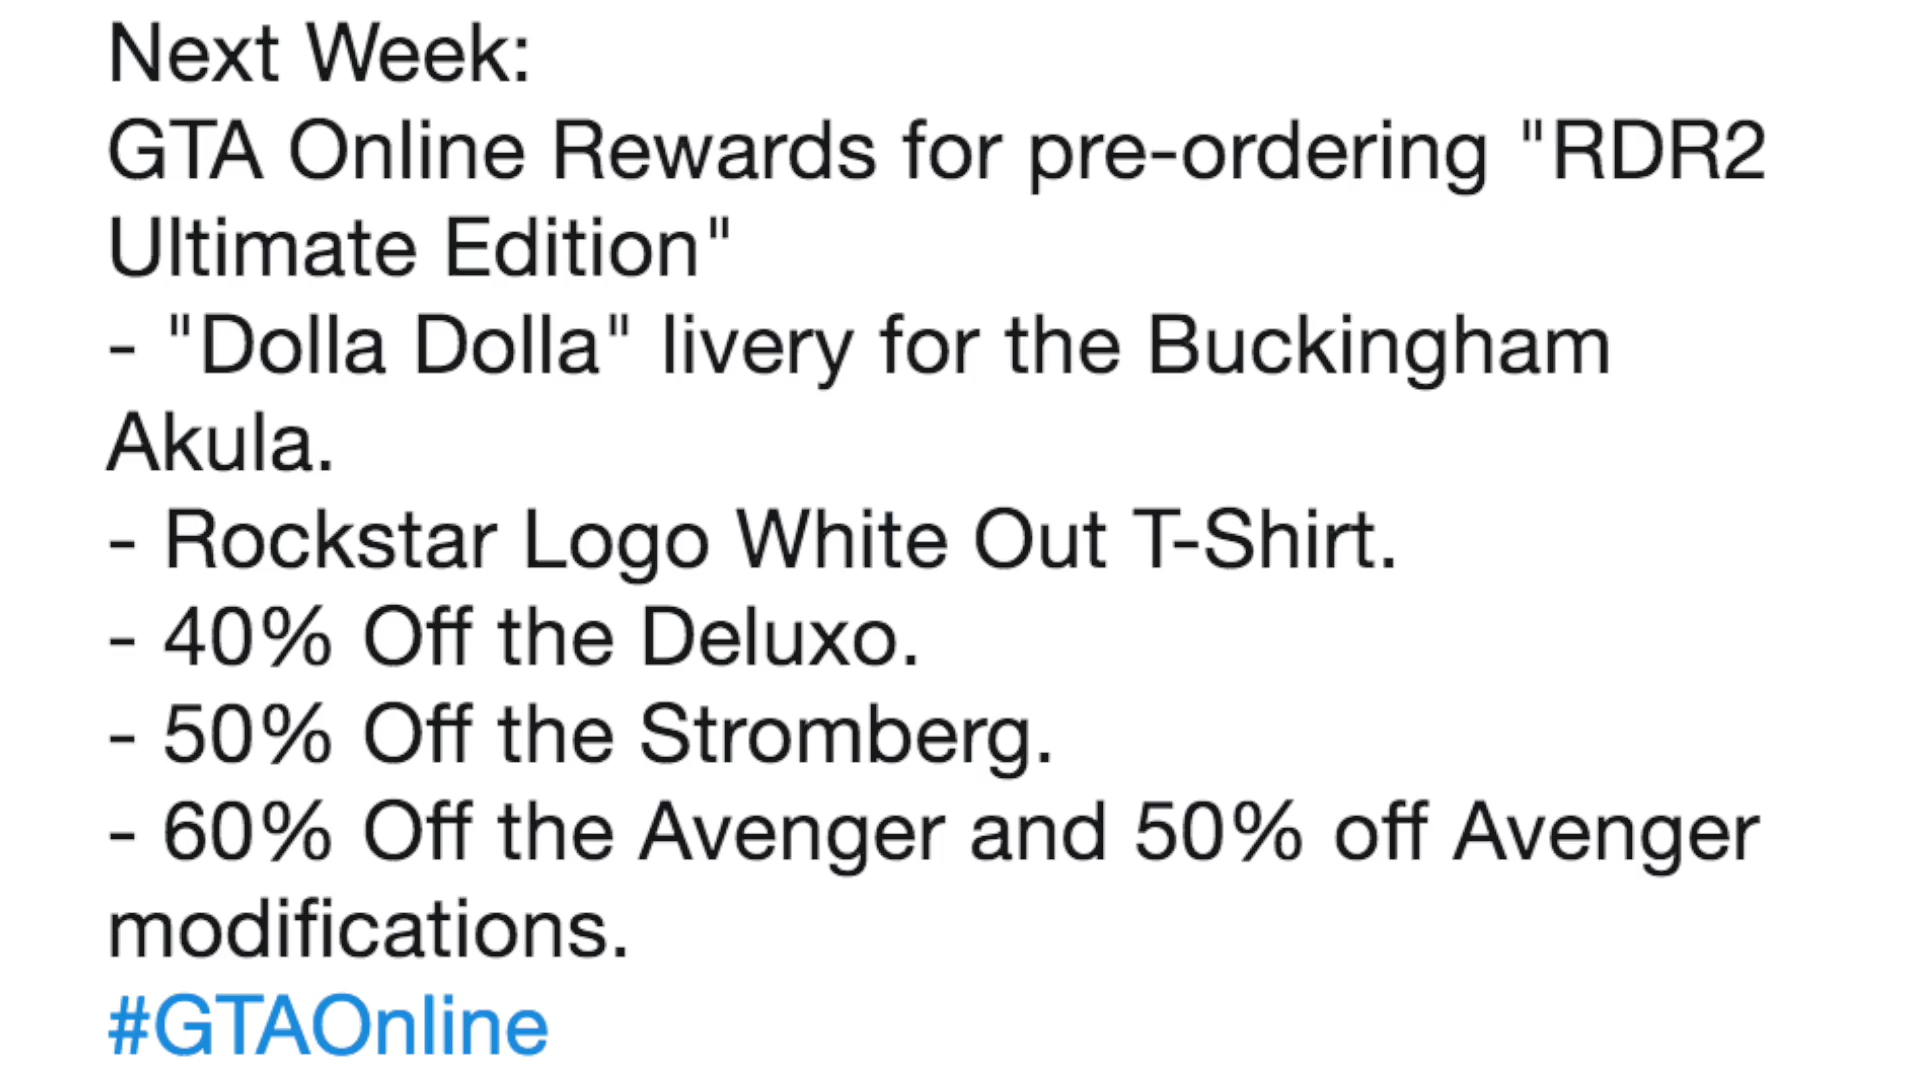 Next Week:
GTA Online Rewards for pre-ordering "RDR2
Ultimate Edition"
- "Dolla Dolla" livery for the Buckingham
Akula.
- Rockstar Logo White Out T-Shirt.
- 40% Off the Deluxo.
- 50% Off the Stromberg.
- 60% Off the Avenger and 50% off Avenger
modifications.
#GTAOnline